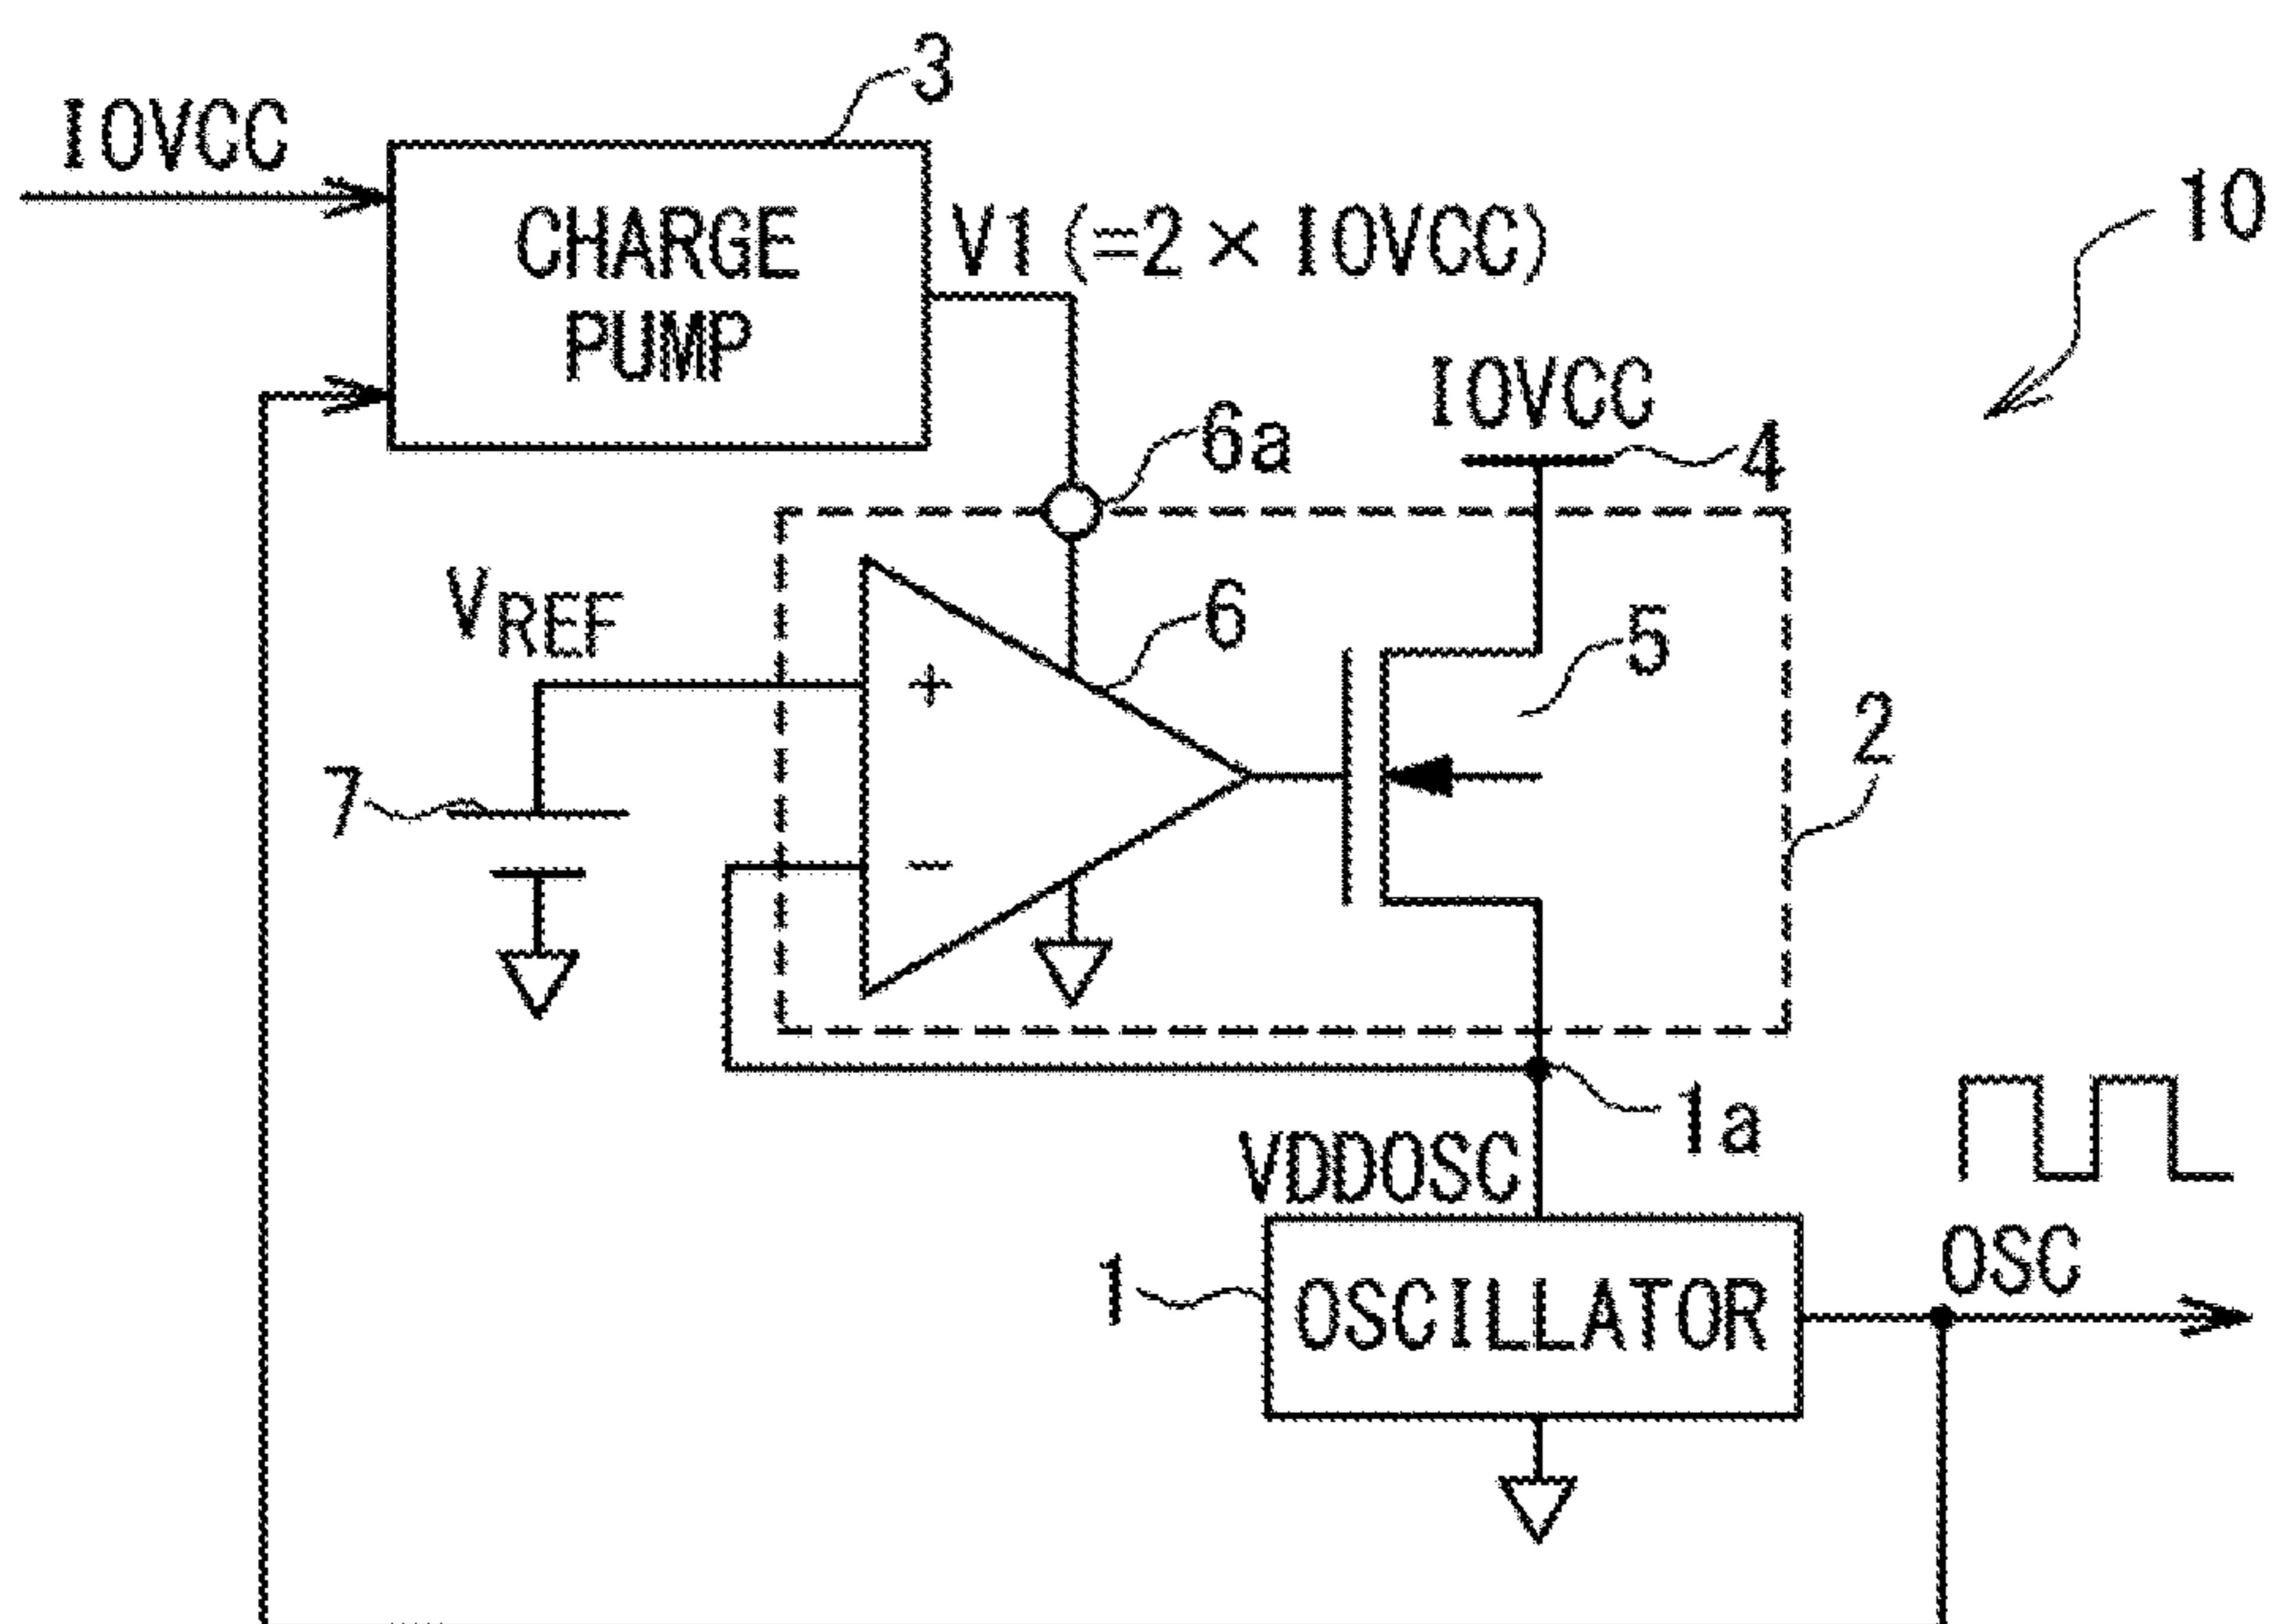 3
IOVCC
10
CHARGE
PUMP
V1(=2×IOVCC)
IOVCC
4
6a
VREF
6
5
+
2
7
−
1a
VDDOSC
OSC
1
OSCILLATOR